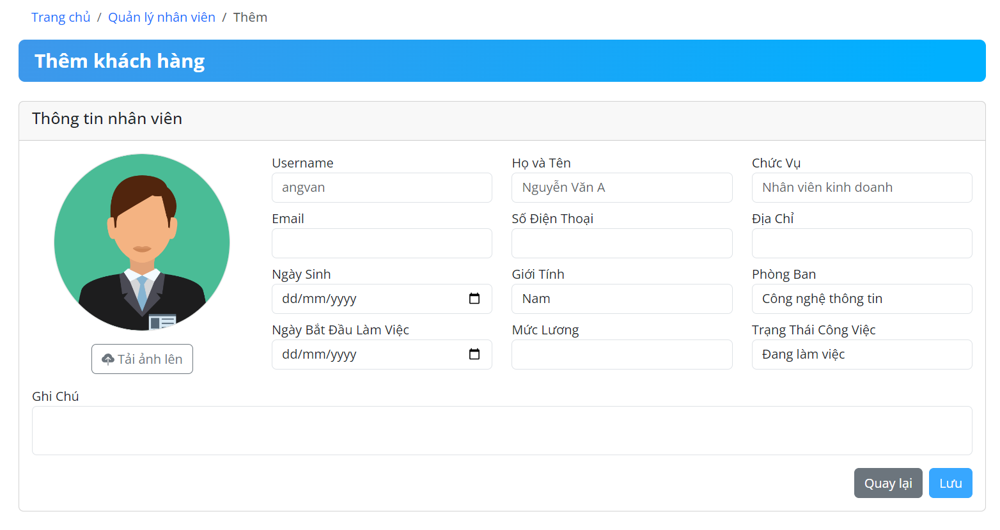 Trang chủ / Quản lý nhân viên / Thêm
Thêm khách hàng
Thông tin nhân viên
Username Họ và Tên Chức Vụ
angvan Nguyễn Văn A Nhân viên kinh doanh
Email Số Điện Thoại Địa Chỉ
Ngày Sinh Giới Tính Phòng Ban
dd/mm/yyyy Nam Công nghệ thông tin
Ngày Bắt Đầu Làm Việc Mức Lương Trạng Thái Công Việc
dd/mm/yyyy Đang làm việc
Tải ảnh lên
Ghi Chú
Quay lại Lưu